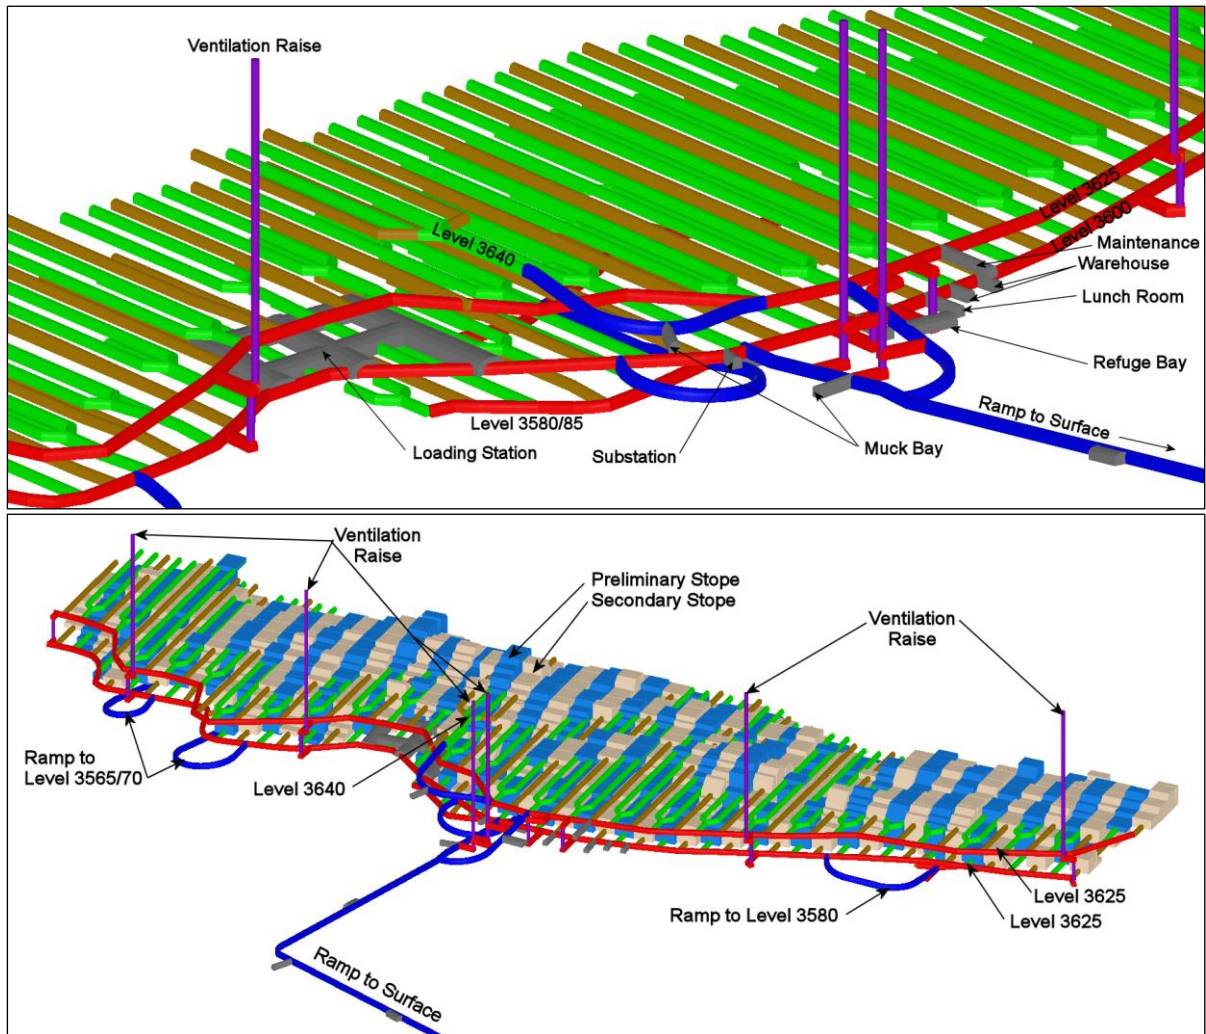 Ventilation Raise
Level 3625
Level 3600
Level 3640
Maintenance
Warehouse
Lunch Room
Refuge Bay
Ramp to Surface
Level 3580/85
Loading Station
Substation
Muck Bay
Ventilation
Raise
Preliminary Stope
Secondary Stope
Ventilation
Raise
Ramp to
Level 3565/70
Level 3640
Level 3625
Ramp to Level 3580
Level 3625
Ramp to Surface